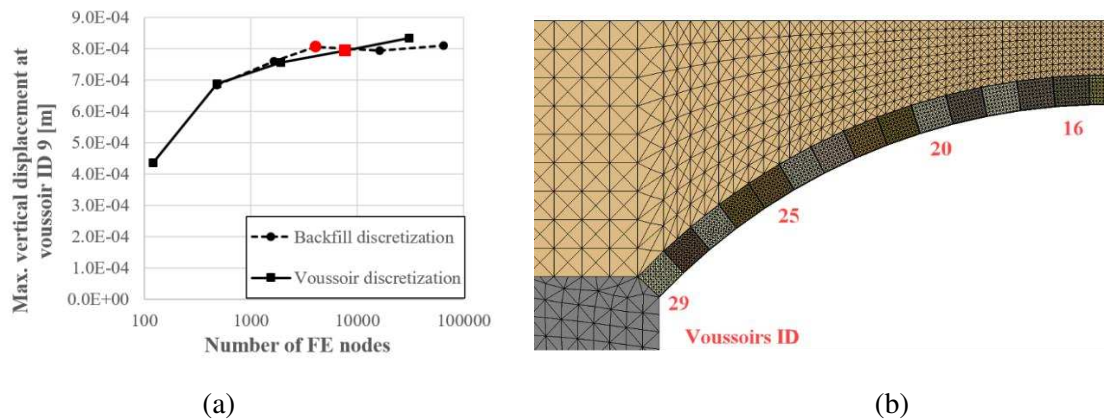 Max. vertical displacement at
voussoir ID 9 [m]
9.0E-04
8.0E-04
7.0E-04
6.0E-04
5.0E-04
4.0E-04
3.0E-04
2.0E-04
1.0E-04
0.0E+00
Backfill discretization
Voussoir discretization
100 1000 10000 100000
Number of FE nodes
16
20
25
29
Voussoirs ID
(a) (b)